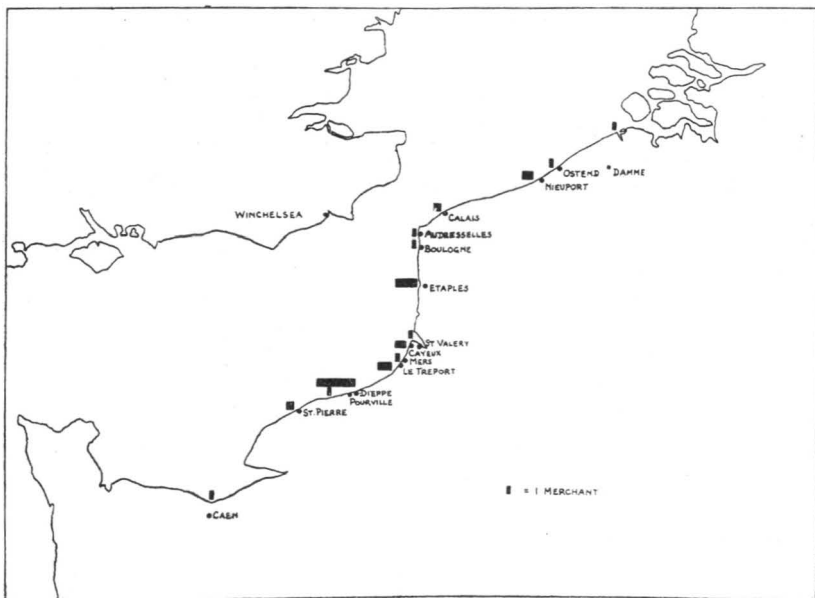 OSTEND
DAMME
NIEUPORT
WINCHELSEA
CALAIS
AUDRESSELLES
BOULOGNE
ETAPLES
ST VALERY
CAYEUX
MERS
LE TREPORT
DIEPPE
POURVILLE
ST. PIERRE
= 1 MERCHANT
CAEN